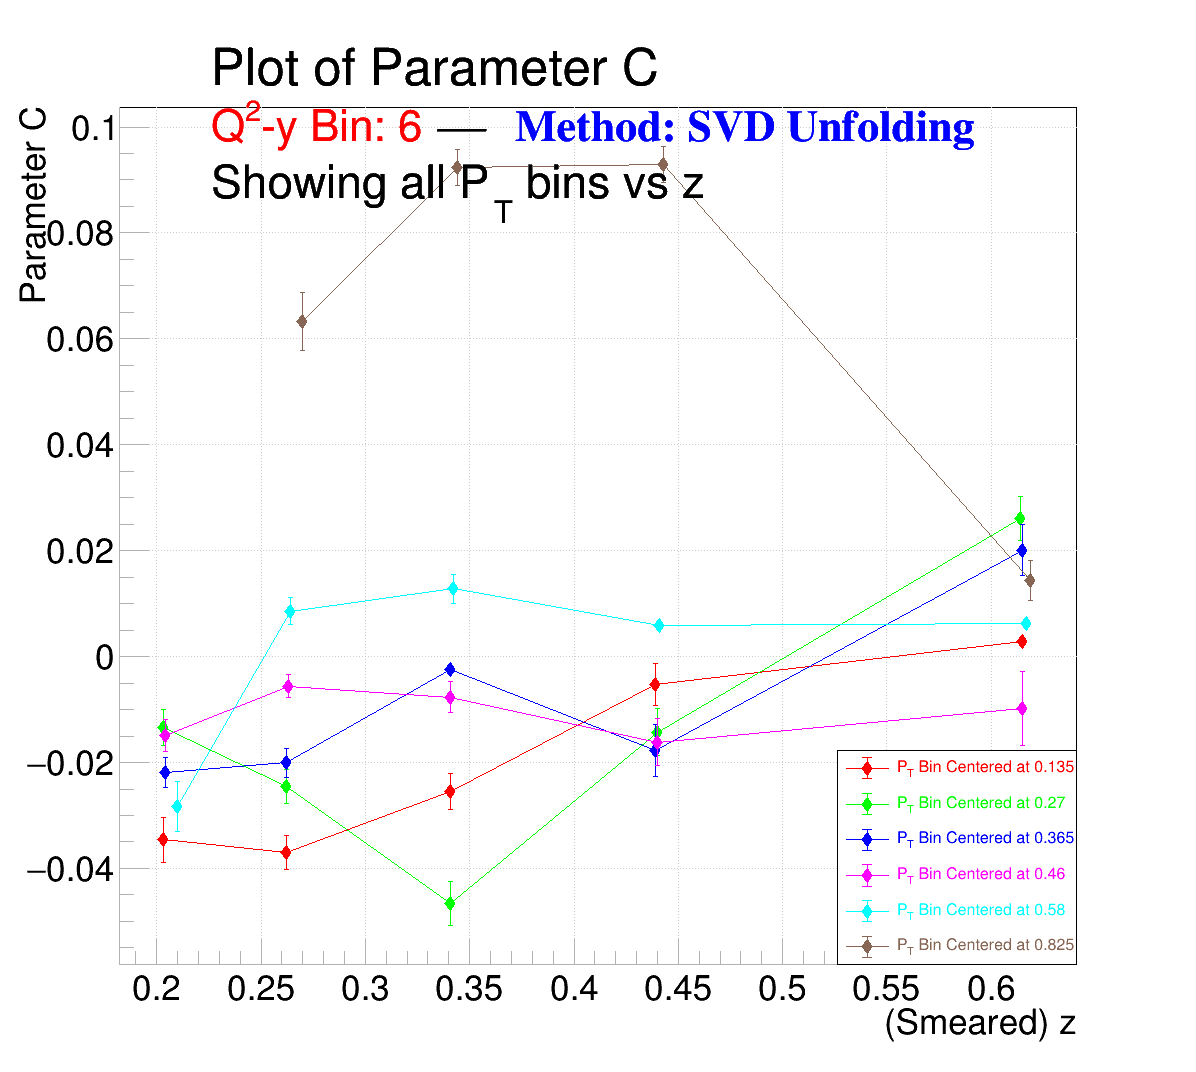 Plot of Parameter C
Q2-y Bin: 6 — Method: SVD Unfolding
Showing all PT bins vs z
Parameter C
0.1
0.08
0.06
0.04
0.02
0
−0.02
−0.04
PT Bin Centered at 0.135
PT Bin Centered at 0.27
PT Bin Centered at 0.365
PT Bin Centered at 0.46
PT Bin Centered at 0.58
PT Bin Centered at 0.825
0.2 0.25 0.3 0.35 0.4 0.45 0.5 0.55 0.6
(Smeared) z